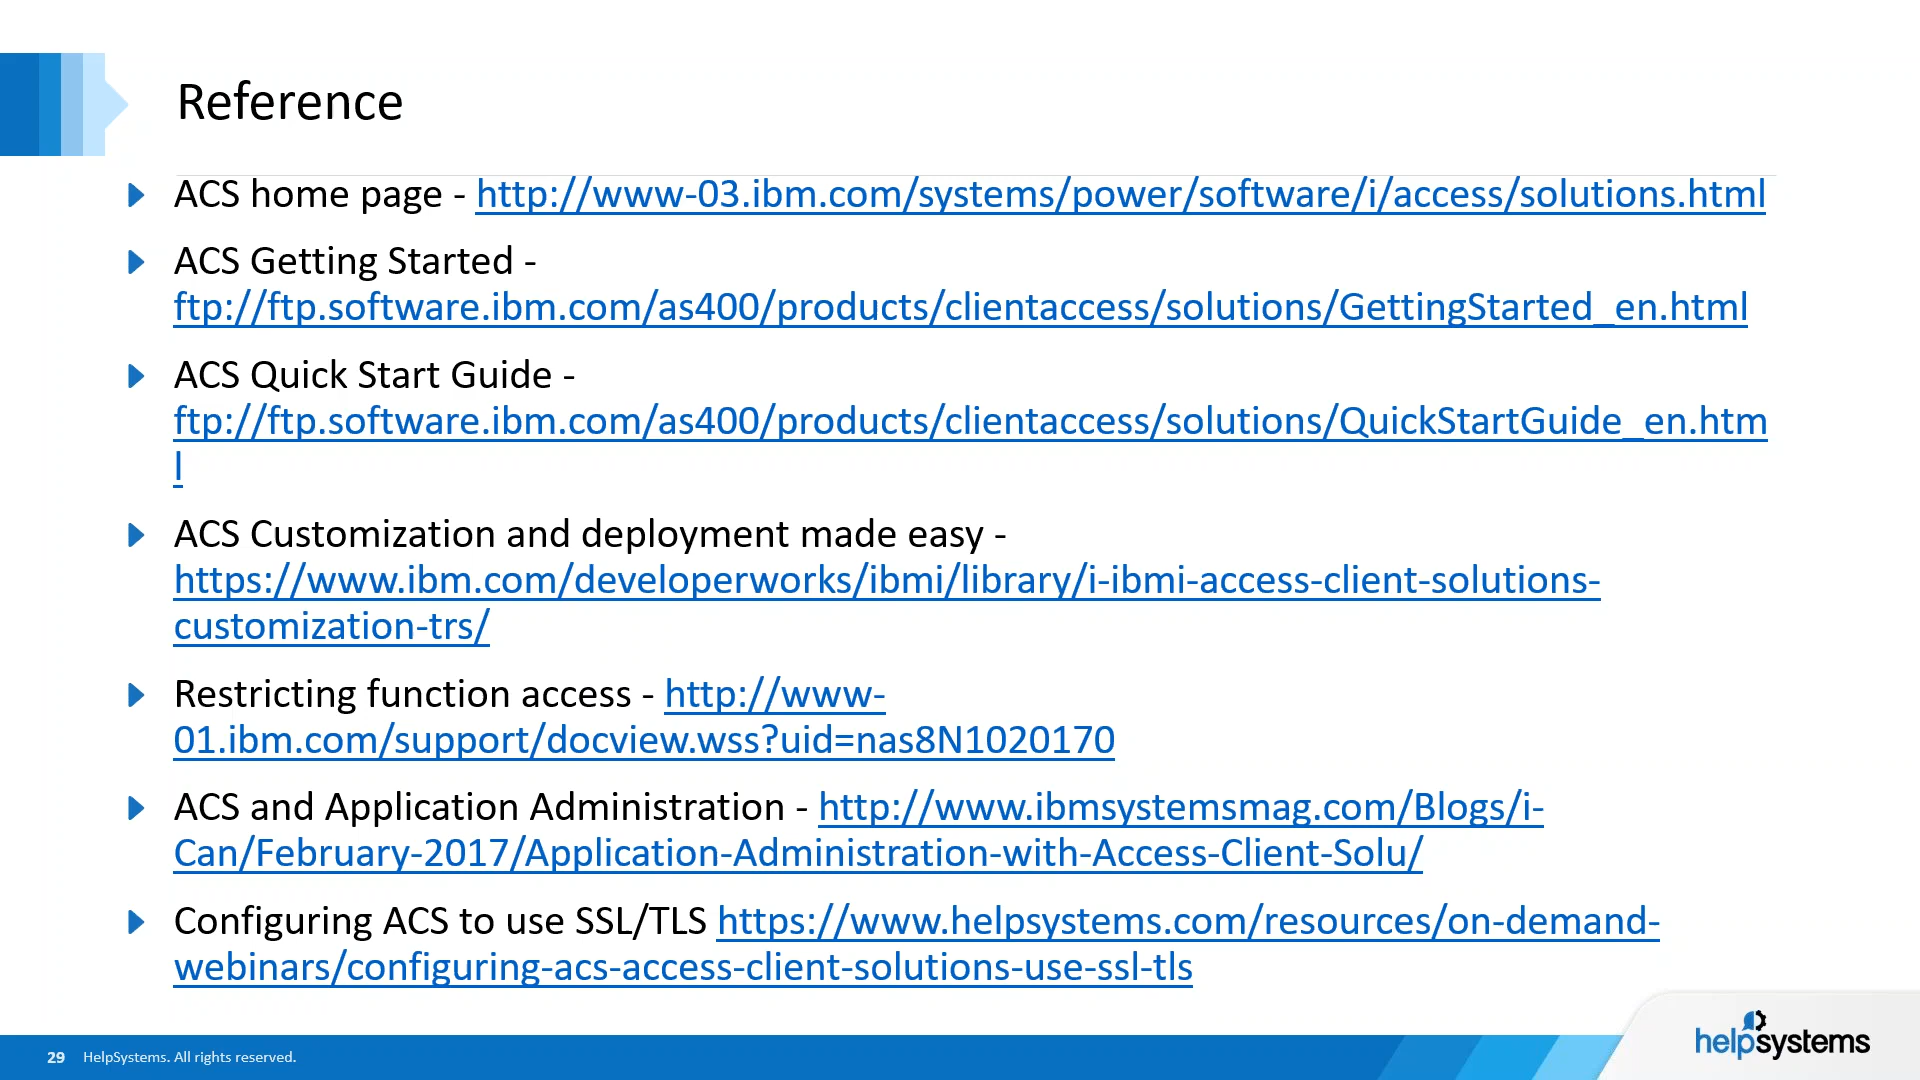 Reference
ACS home page - http://www-03.ibm.com/systems/power/software/i/access/solutions.html
ACS Getting Started -
ftp://ftp.software.ibm.com/as400/products/clientaccess/solutions/GettingStarted_en.html
ACS Quick Start Guide -
ftp://ftp.software.ibm.com/as400/products/clientaccess/solutions/QuickStartGuide_en.htm
l
ACS Customization and deployment made easy -
https://www.ibm.com/developerworks/ibmi/library/i-ibmi-access-client-solutions-
customization-trs/
Restricting function access - http://www-
01.ibm.com/support/docview.wss?uid=nas8N1020170
ACS and Application Administration - http://www.ibmsystemsmag.com/Blogs/i-
Can/February-2017/Application-Administration-with-Access-Client-Solu/
Configuring ACS to use SSL/TLS https://www.helpsystems.com/resources/on-demand-
webinars/configuring-acs-access-client-solutions-use-ssl-tls
29 HelpSystems. All rights reserved.
helpsystems